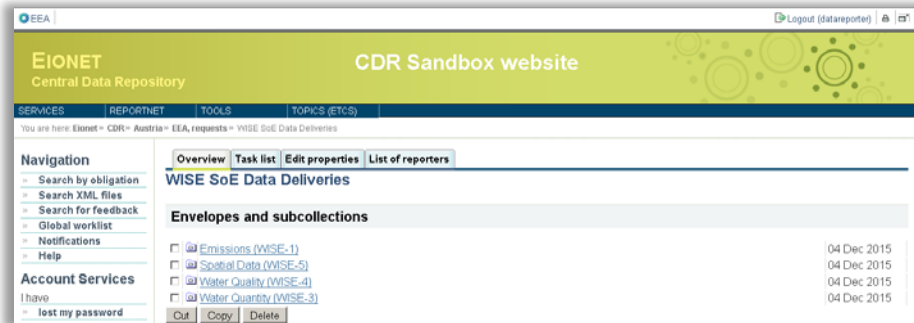 EEA
Logout (datareporter)
EIONET
Central Data Repository
CDR Sandbox website
SERVICES REPORTNET TOOLS TOPICS (ETCS)
You are here: Eionet » CDR » Austria » EEA, requests » WISE SoE Data Deliveries
Navigation
» Search by obligation
» Search XML files
» Search for feedback
» Global worklist
» Notifications
» Help
Account Services
I have
» lost my password
Overview Task list Edit properties List of reporters
WISE SoE Data Deliveries
Envelopes and subcollections
Emissions (WISE-1) 04 Dec 2015
Spatial Data (WISE-5) 04 Dec 2015
Water Quality (WISE-4) 04 Dec 2015
Water Quantity (WISE-3) 04 Dec 2015
Cut Copy Delete